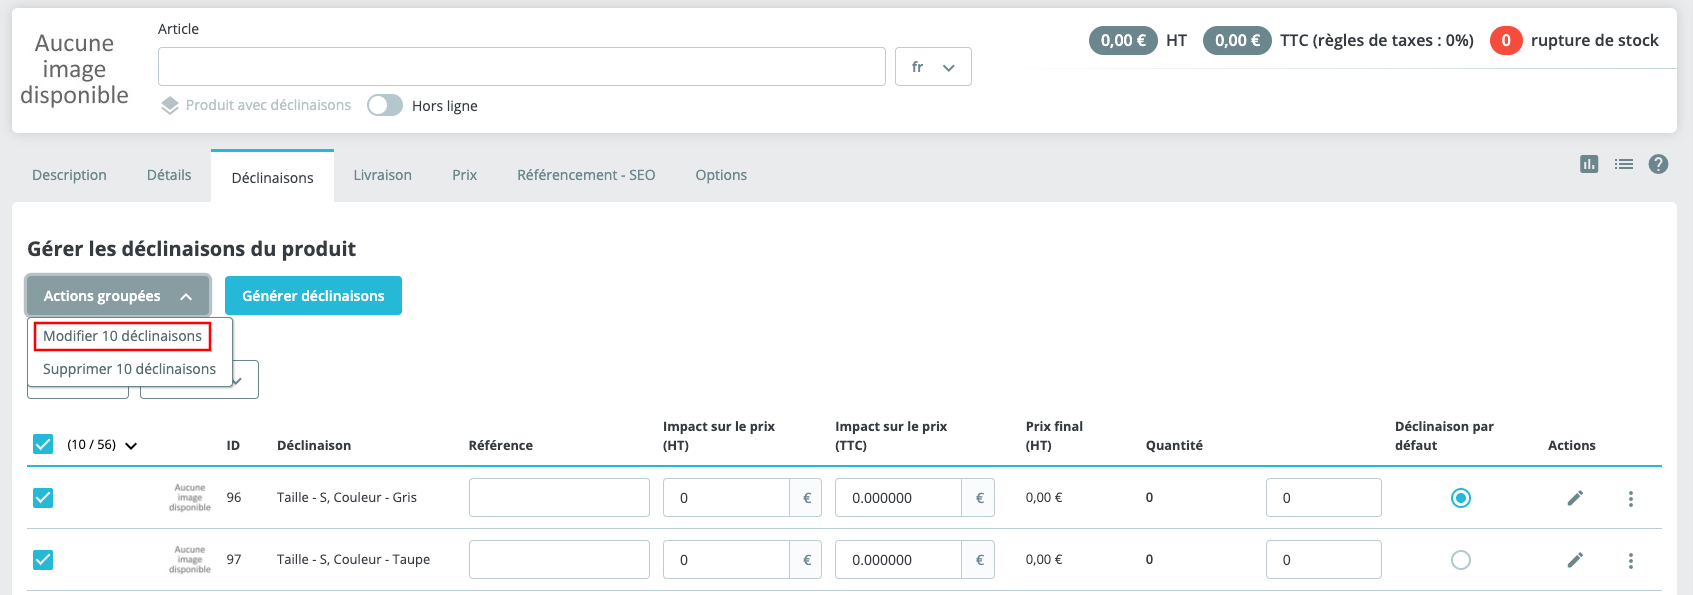 Aucune
image
disponible
Article
fr
Produit avec déclinaisons
Hors ligne
0,00 € HT 0,00 € TTC (règles de taxes : 0%) 0 rupture de stock
Description Détails Déclinaisons Livraison Prix Référencement - SEO Options
Gérer les déclinaisons du produit
Actions groupées Générer déclinaisons
Modifier 10 déclinaisons
Supprimer 10 déclinaisons
(10 / 56) ID Déclinaison Référence Impact sur le prix (HT) Impact sur le prix (TTC) Prix final (HT) Quantité Déclinaison par défaut Actions
Aucune
image
disponible
96 Taille - S, Couleur - Gris 0 € 0.000000 € 0,00 € 0 0
Aucune
image
disponible
97 Taille - S, Couleur - Taupe 0 € 0.000000 € 0,00 € 0 0